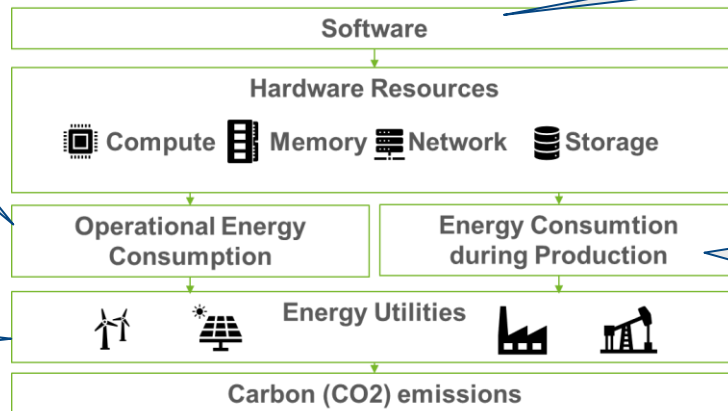 Software
Hardware Resources
Compute Memory Network Storage
Operational Energy
Consumption
Energy Consumtion
during Production
Energy Utilities
Carbon (CO2) emissions